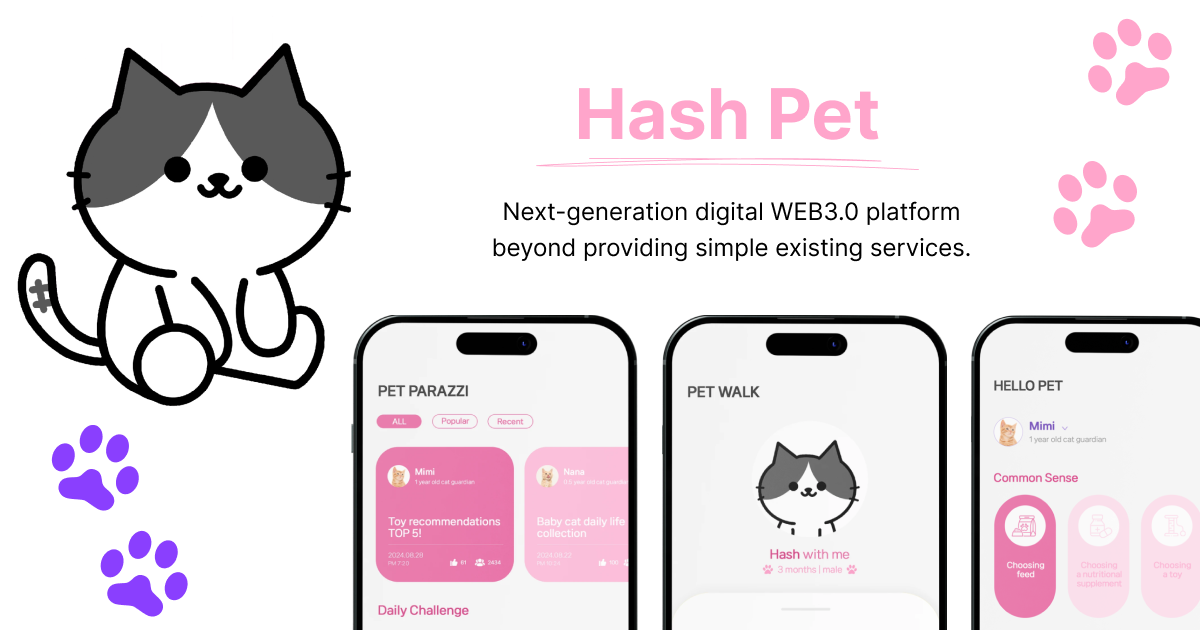 Hash Pet
Next-generation digital WEB3.0 platform
beyond providing simple existing services.
PET PARAZZI
ALL
Popular
Recent
Mimi
1 year old cat guardian
Toy recommendations
TOP 5!
2024.08.28
PM 7:20
81
2434
Nana
Baby cat daily life
collection
2024.08.22
Daily Challenge
PET WALK
Hash with me
3 months | male
HELLO PET
Mimi
1 year old cat guardian
Common Sense
Choosing
feed
Choosing
a nutritional
supplement
Choosing
a toy